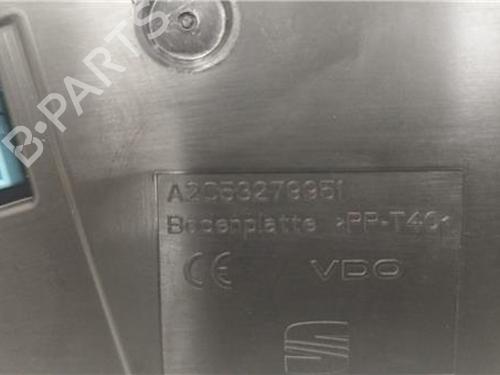 B-PARTS
A2C53279951
Bodenplatte >PP-T40<
CE VDO